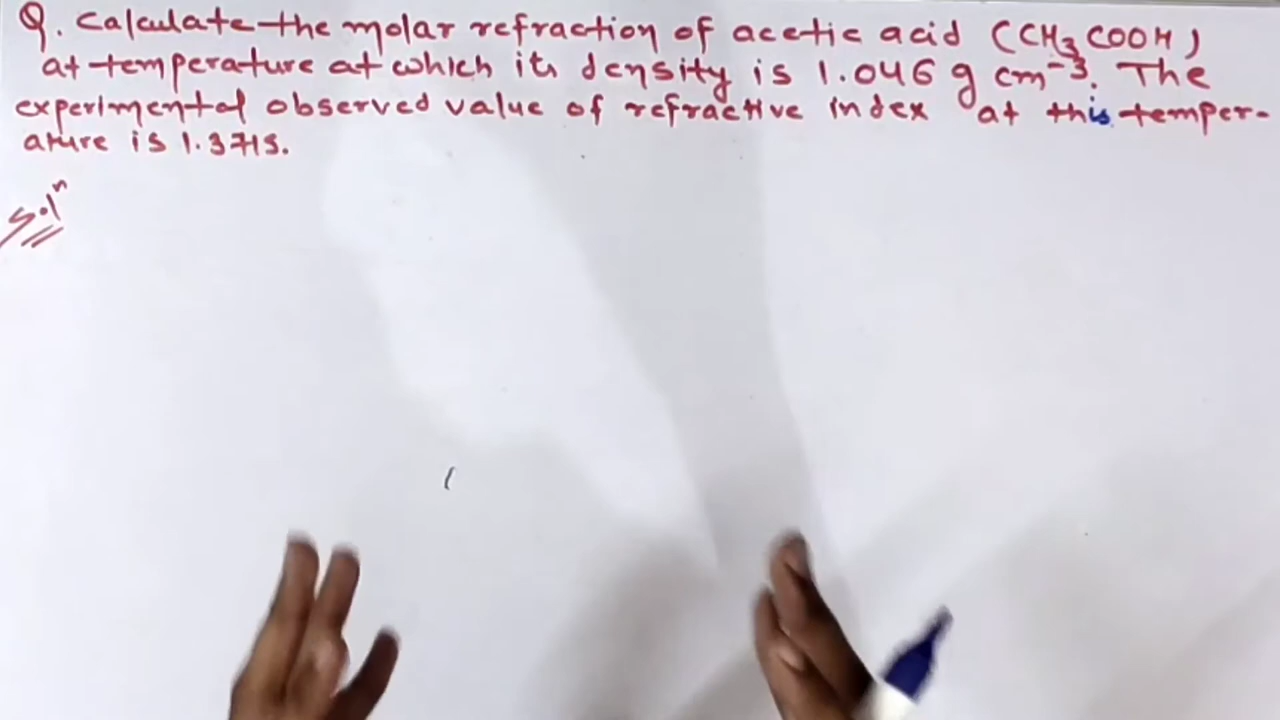 Q. Calculate the molar refraction of acetic acid (CH3COOH)
at temperature at which its density is 1.046 g cm-3. The
experimental observed value of refractive index at this temper-
ature is 1.3715.
Soln